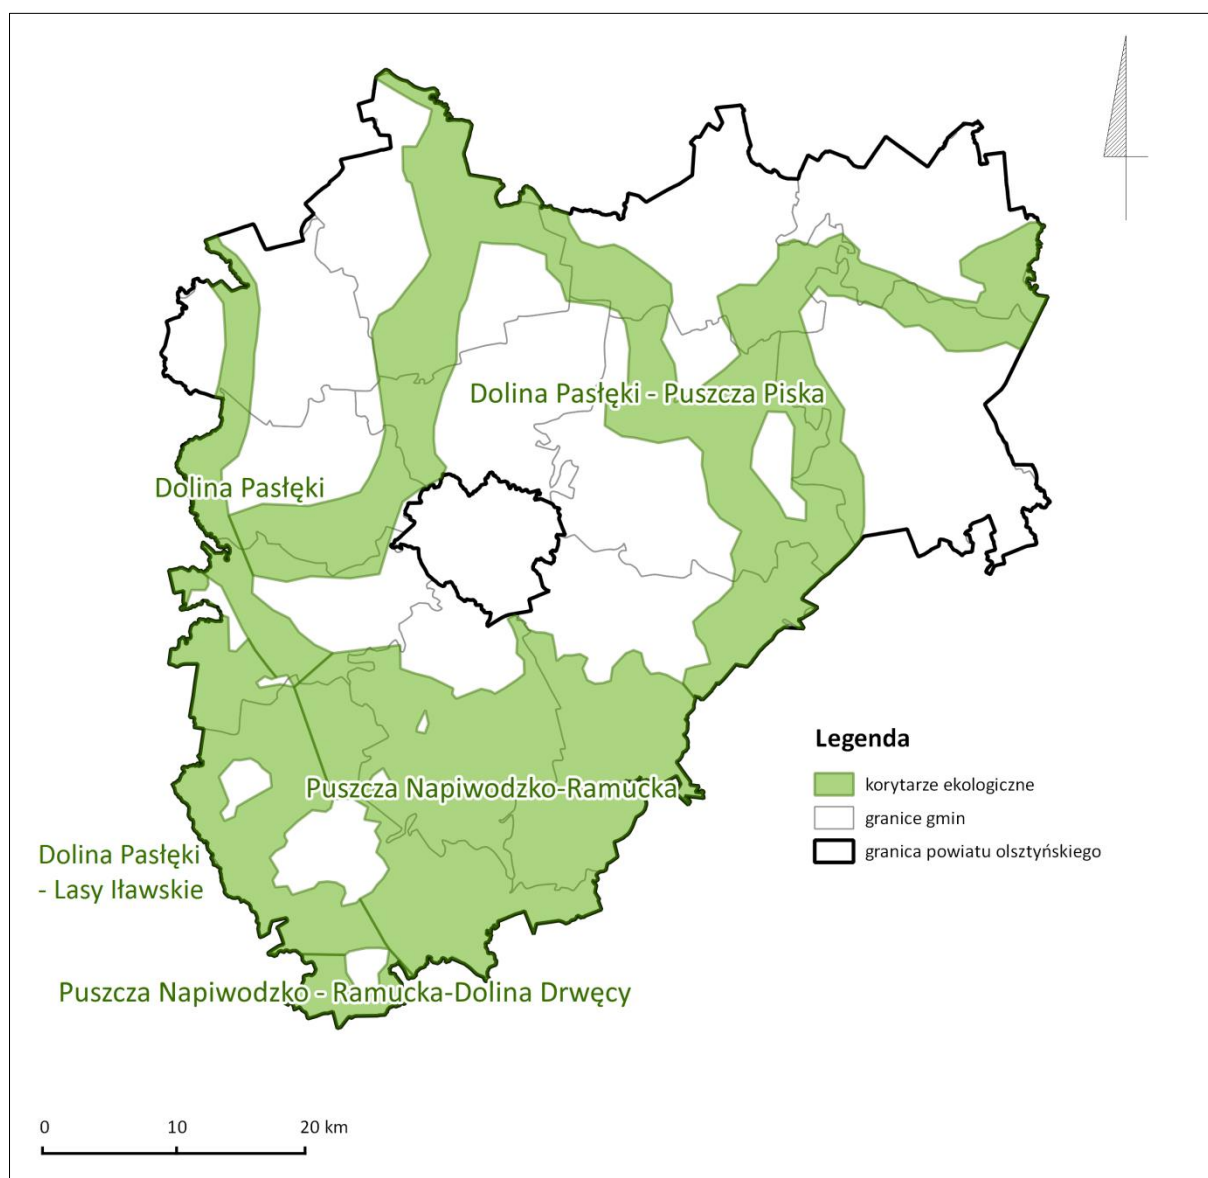 Dolina Pasłęki - Puszcza Piska
Dolina Pasłęki
Legenda
korytarze ekologiczne
granice gmin
granica powiatu olsztyńskiego
Puszcza Napiwodzko-Ramucka
Dolina Pasłęki
- Lasy Iławskie
Puszcza Napiwodzko - Ramucka-Dolina Drwęcy
0 10 20 km